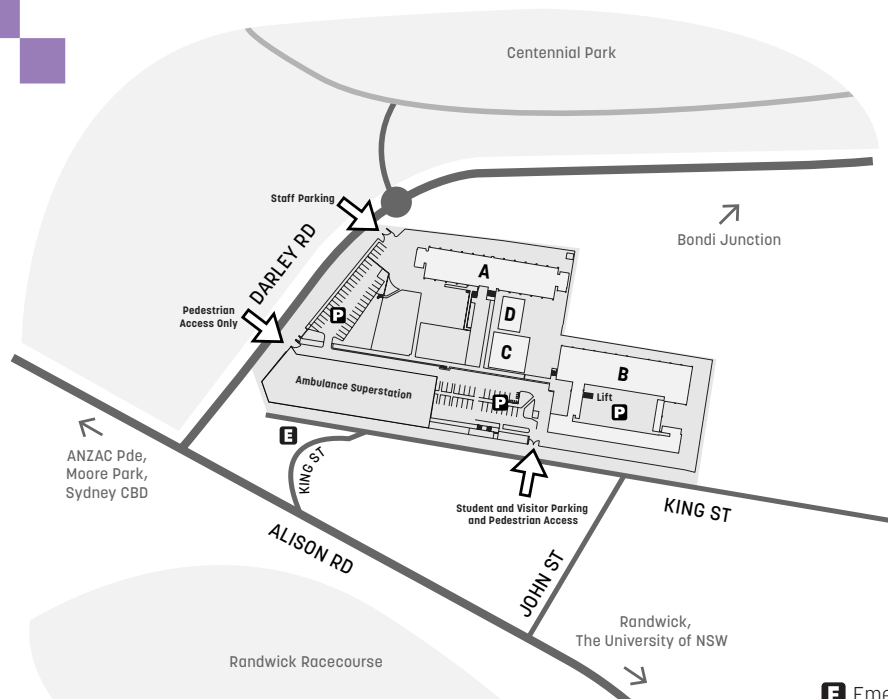 Centennial Park
Staff Parking
DARLEY RD
Bondi Junction
A
Pedestrian
Access Only
P
D
C
B
Ambulance Superstation
P
Lift
P
E
ANZAC Pde,
Moore Park,
Sydney CBD
KING ST
Student and Visitor Parking
and Pedestrian Access
KING ST
ALISON RD
JOHN ST
Randwick,
The University of NSW
Randwick Racecourse
E